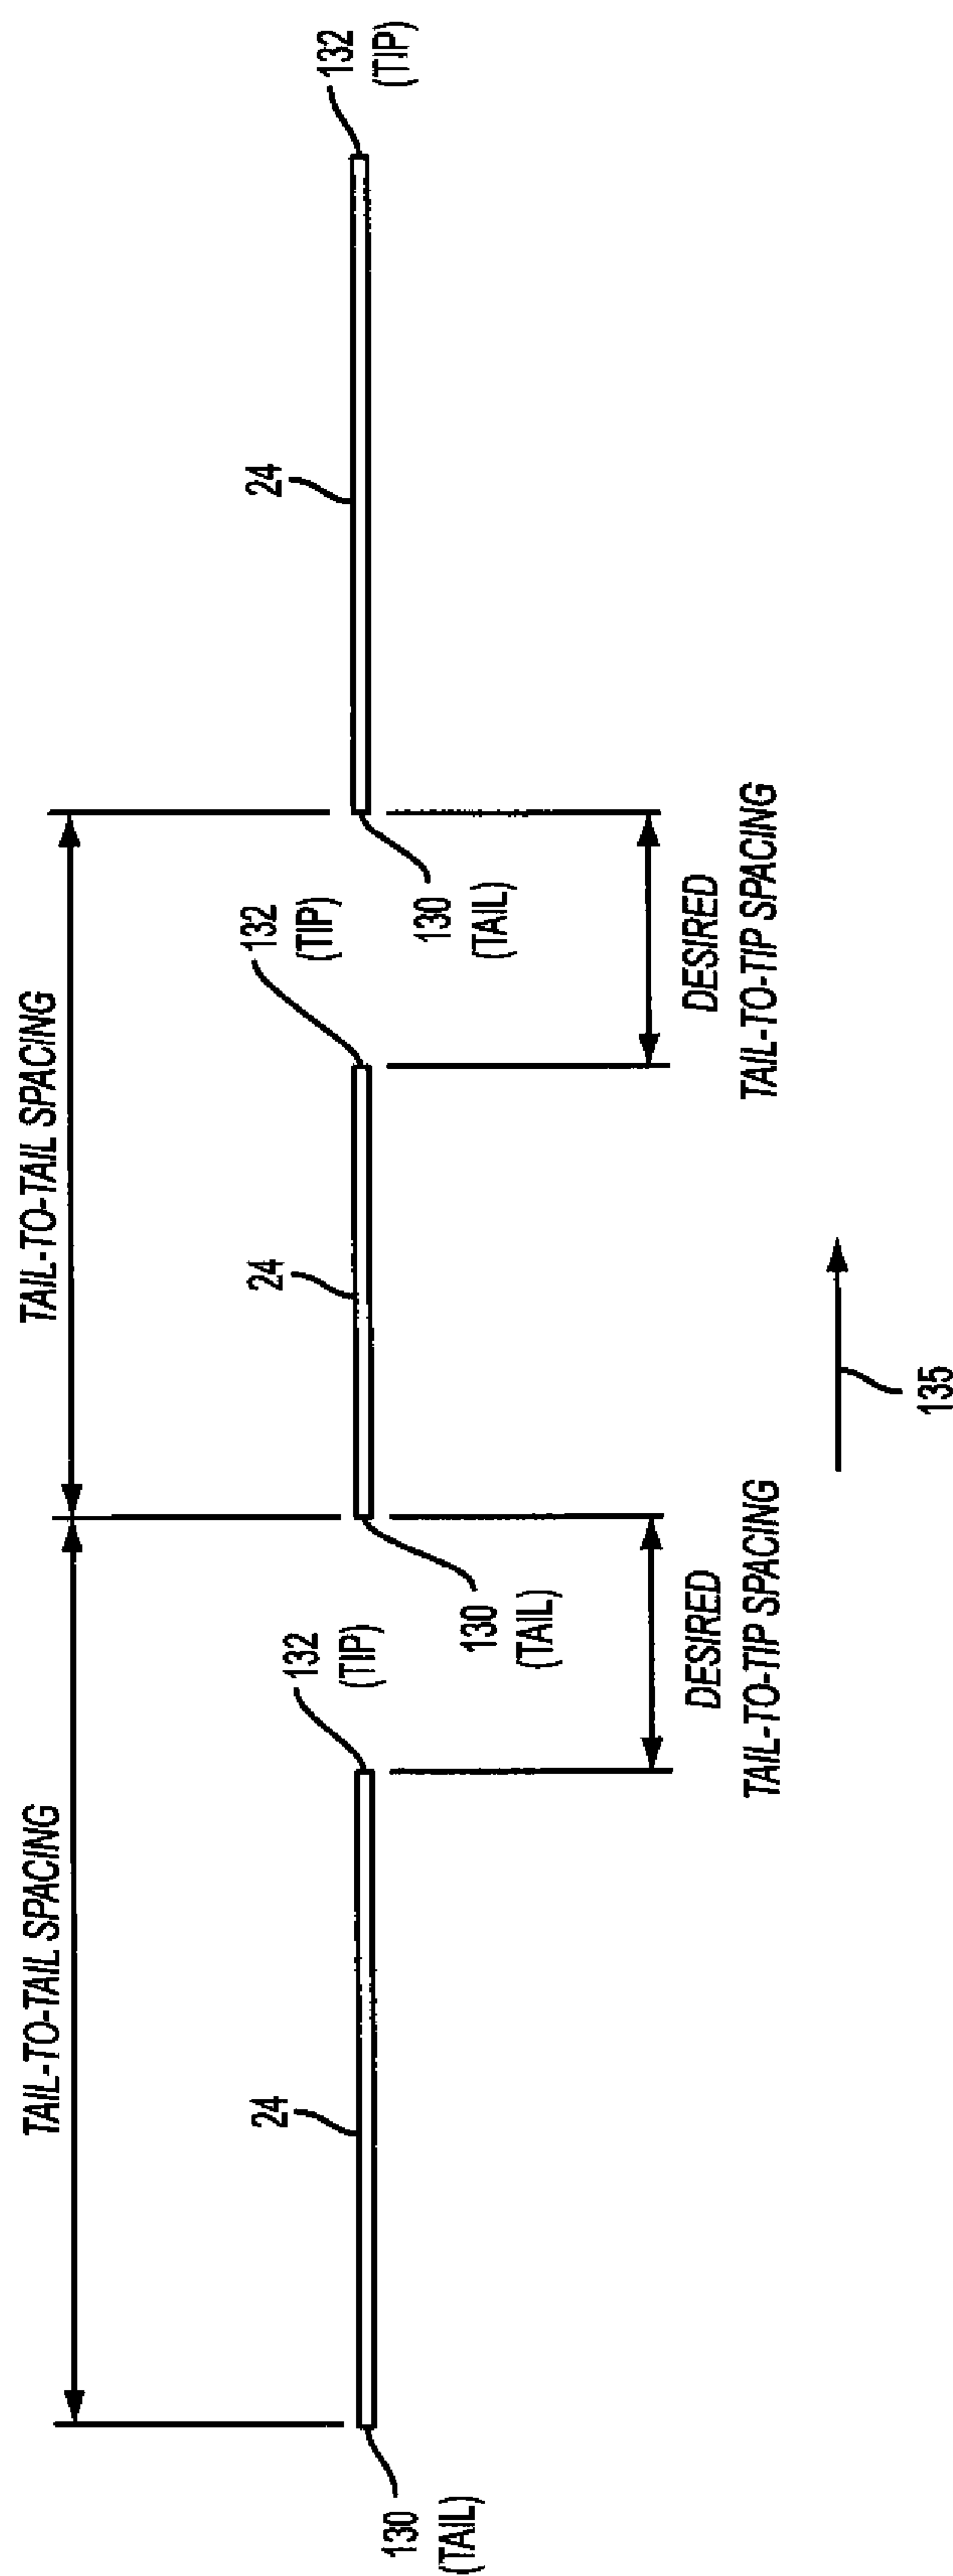 TAIL-TO-TAIL SPACING
TAIL-TO-TAIL SPACING
24
24
24
132
(TIP)
132
(TIP)
132
(TIP)
130
(TAIL)
130
(TAIL)
130
(TAIL)
DESIRED
TAIL-TO-TIP SPACING
DESIRED
TAIL-TO-TIP SPACING
135